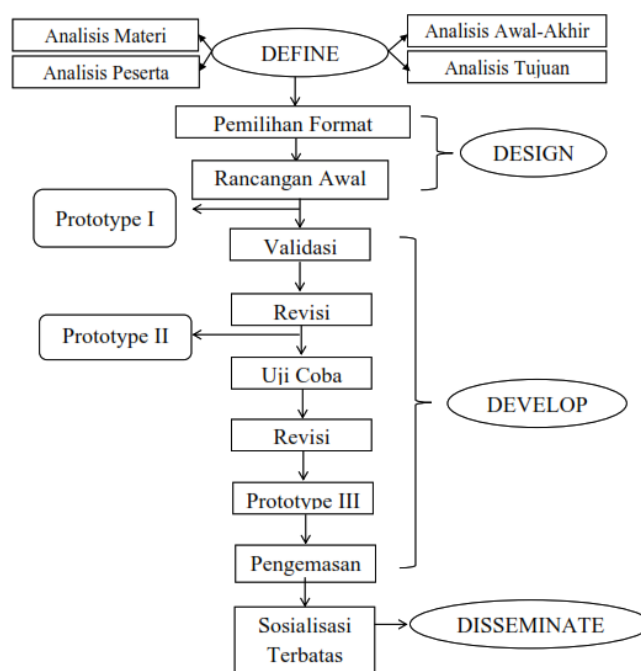 Analisis Materi
Analisis Peserta
DEFINE
Analisis Awal-Akhir
Analisis Tujuan
Pemilihan Format
DESIGN
Rancangan Awal
Prototype I
Validasi
Revisi
Prototype II
Uji Coba
DEVELOP
Revisi
Prototype III
Pengemasan
Sosialisasi
Terbatas
DISSEMINATE